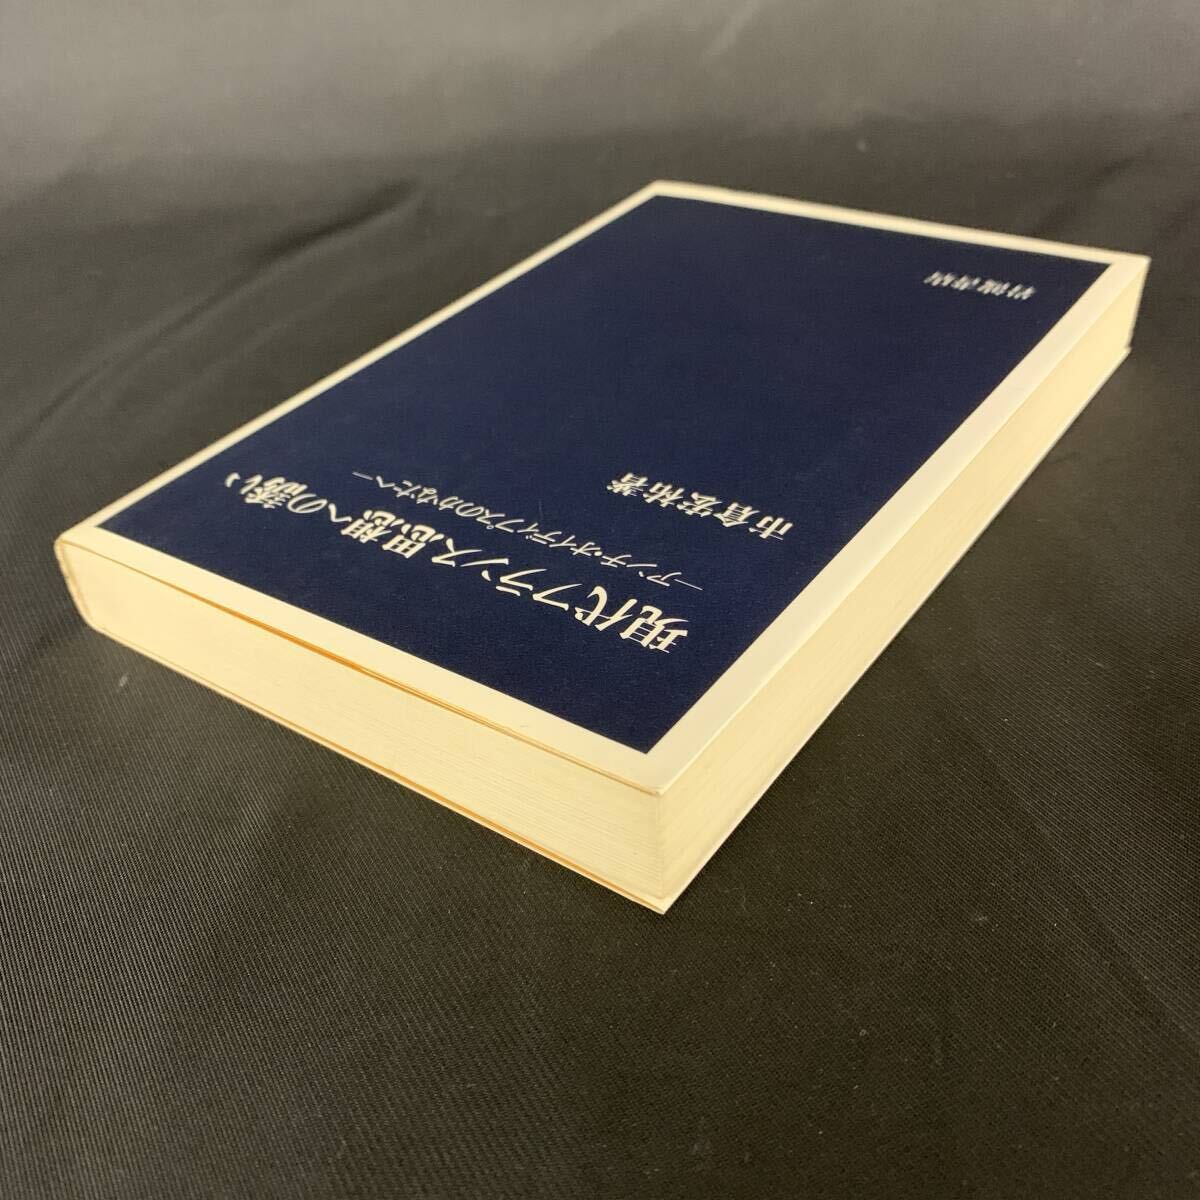 現代フランス思想への誘い
―アンチ・オイディプスのかなたへ―
市倉宏祐著
岩波書店